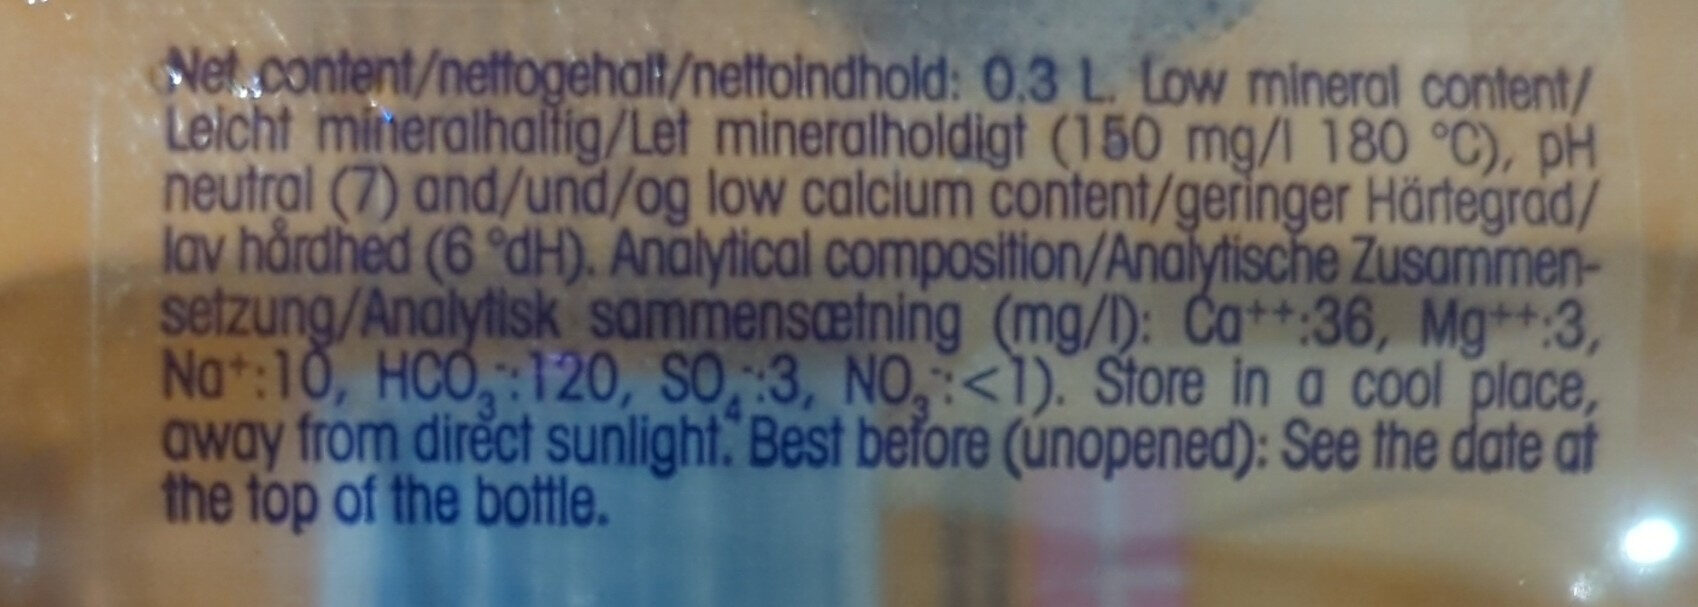 Net content/nettogehalt/nettoindhold: 0.3 L. Low mineral content/
Leicht mineralhaltig/Let mineralholdigt (150 mg/l 180 °C), pH
neutral (7) and/und/og low calcium content/geringer Härtegrad/
lav hårdhed (6 °dH). Analytical composition/Analytische Zusammen-
setzung/Analytisk sammensætning (mg/l): Ca⁺⁺:36, Mg⁺⁺:3,
Na⁺:10, HCO₃⁻:120, SO₄⁻⁻:3, NO₃⁻:<1). Store in a cool place,
away from direct sunlight. Best before (unopened): See the date at
the top of the bottle.